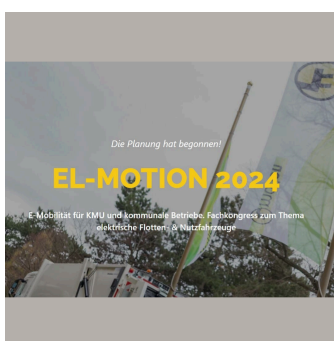 Die Planung hat begonnen!
EL-MOTION 2024
E-Mobilität für KMU und kommunale Betriebe. Fachkongress zum Thema
elektrische Flotten- & Nutzfahrzeuge